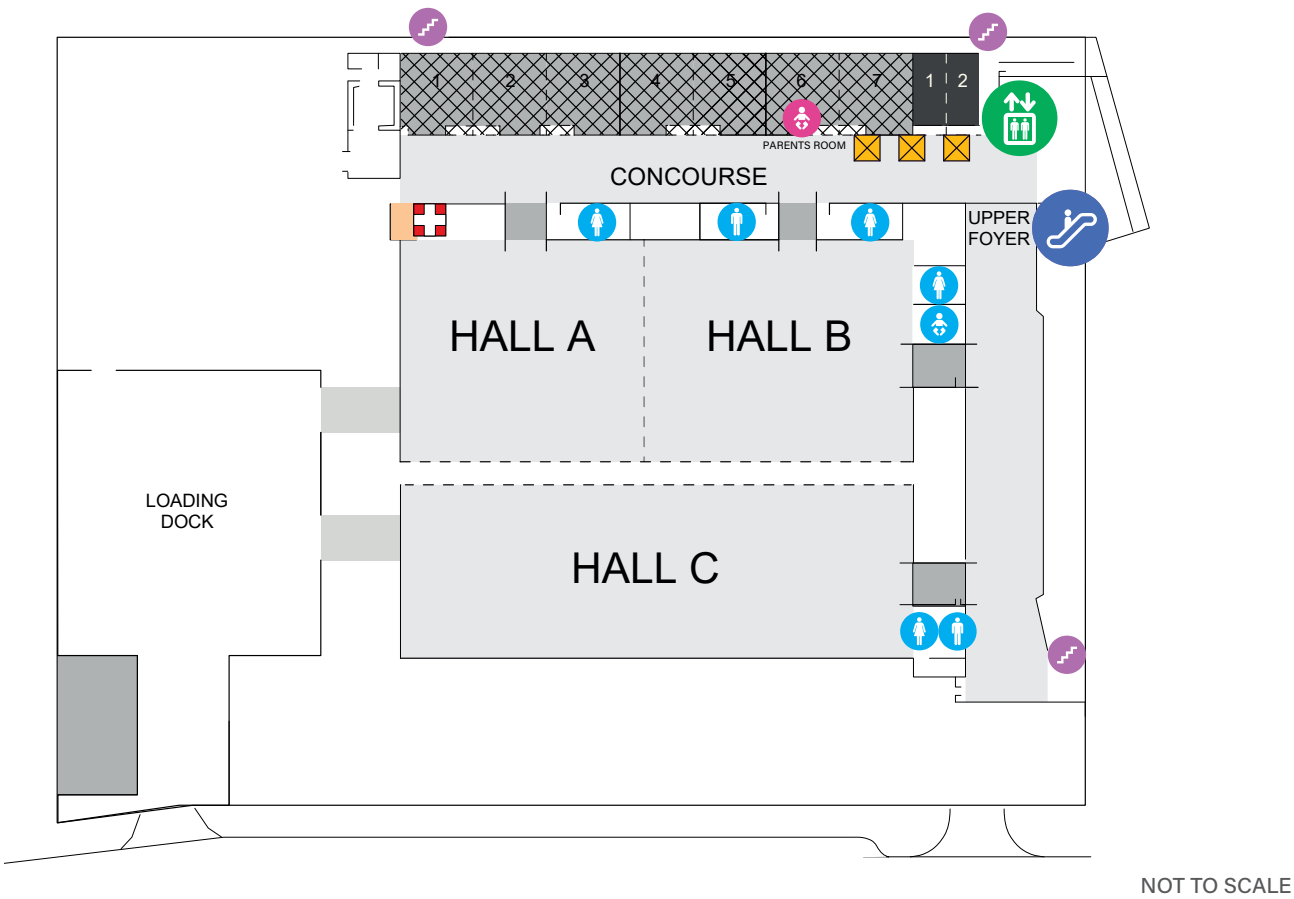 1 2 3 4 5 6 7 1 2
PARENTS ROOM
CONCOURSE
UPPER
FOYER
HALL A
HALL B
LOADING
DOCK
HALL C
NOT TO SCALE